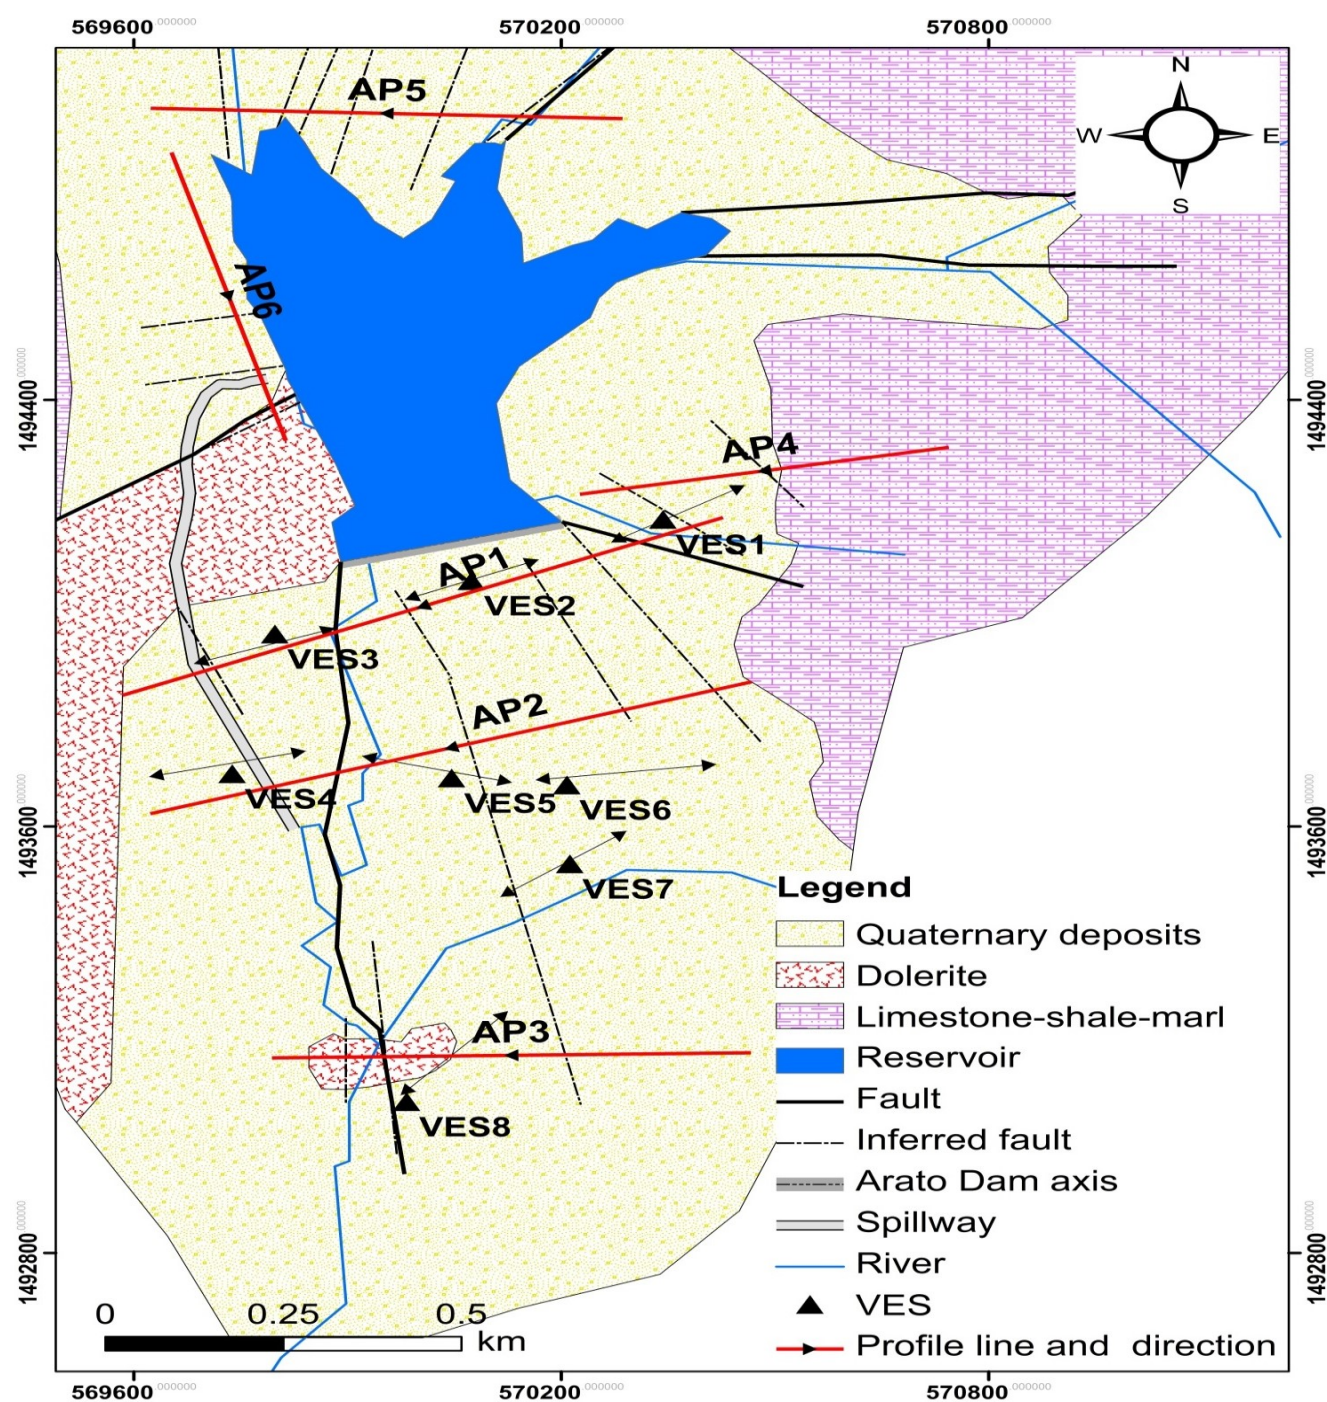 569600.000000 570200.000000 570800.000000
N
W E
S
AP5
AP6
1494400.000000 1494400.000000
AP4
VES1
AP1
VES2
VES3
AP2
VES4
VES5
VES6
1493600.000000 1493600.000000
VES7
AP3
VES8
Legend
Quaternary deposits
Dolerite
Limestone-shale-marl
Reservoir
Fault
Inferred fault
Arato Dam axis
Spillway
River
VES
Profile line and direction
1492800.000000 1492800.000000
0 0.25 0.5
km
569600.000000 570200.000000 570800.000000